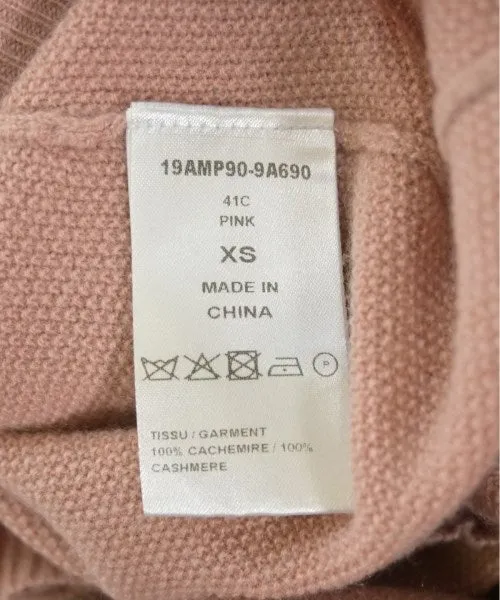 19AMP90-9A690
41C
PINK
XS
MADE IN
CHINA
P
TISSU / GARMENT
100% CACHEMIRE / 100%
CASHMERE